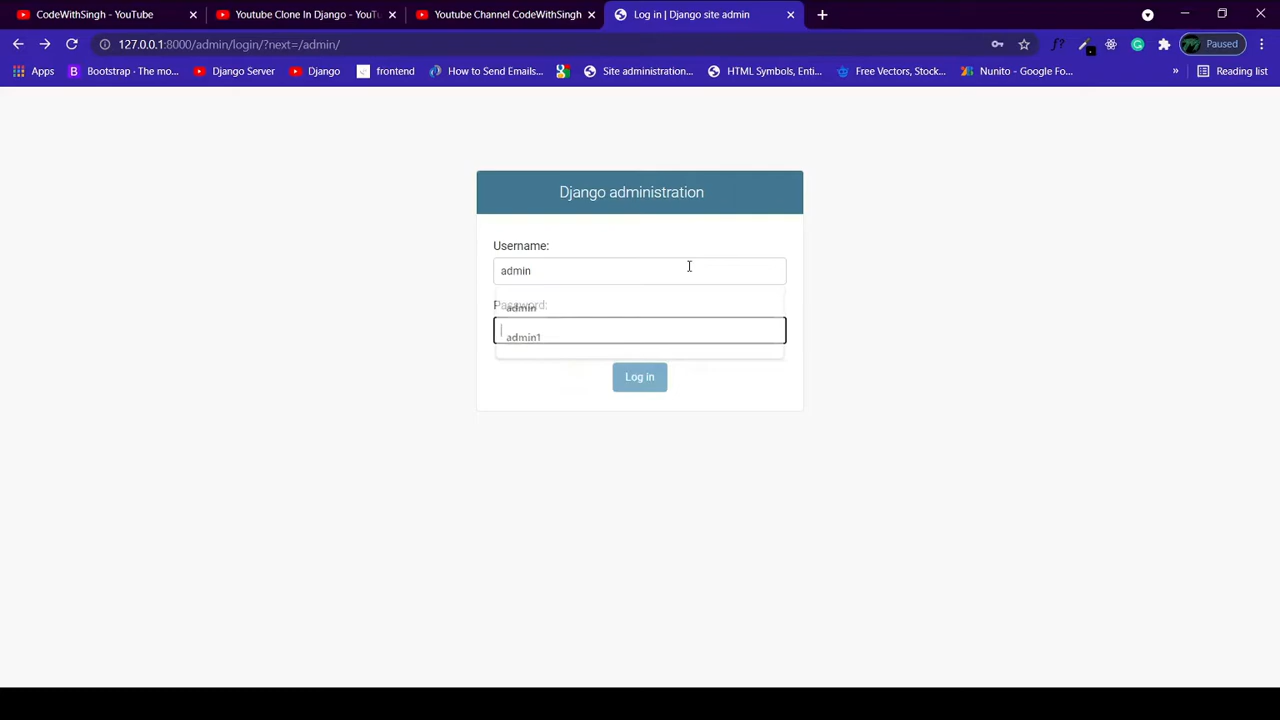 CodeWithSingh - YouTube
Youtube Clone In Django - YouTu
Youtube Channel CodeWithSingh
Log in | Django site admin
127.0.0.1:8000/admin/login/?next=/admin/
Paused
Apps
Bootstrap · The mo...
Django Server
Django
frontend
How to Send Emails...
Site administration...
HTML Symbols, Enti...
Free Vectors, Stock...
Nunito - Google Fo...
»
Reading list
Django administration
Username:
admin
Password:
admin
admin1
Log in